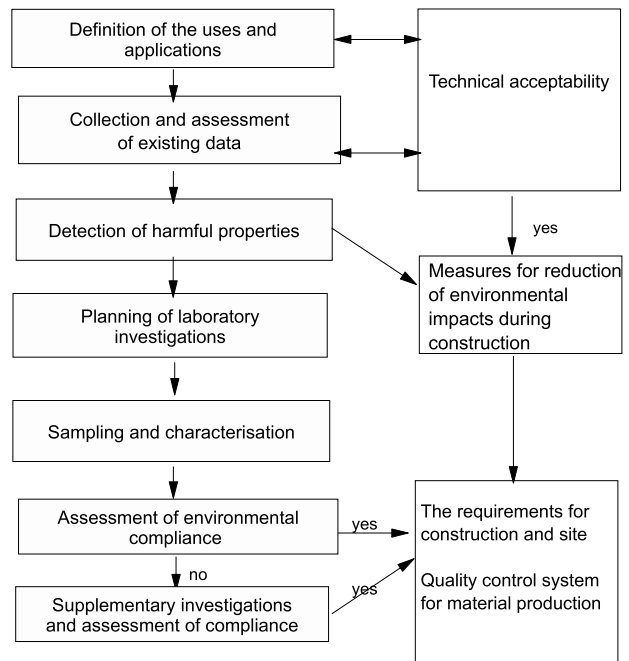 Definition of the uses and
applications
Technical acceptability
Collection and assessment
of existing data
yes
Detection of harmful properties
Measures for reduction
of environmental
impacts during
construction
Planning of laboratory
investigations
Sampling and characterisation
Assessment of environmental
compliance
yes
The requirements for
construction and site
no
Quality control system
for material production
yes
Supplementary investigations
and assessment of compliance